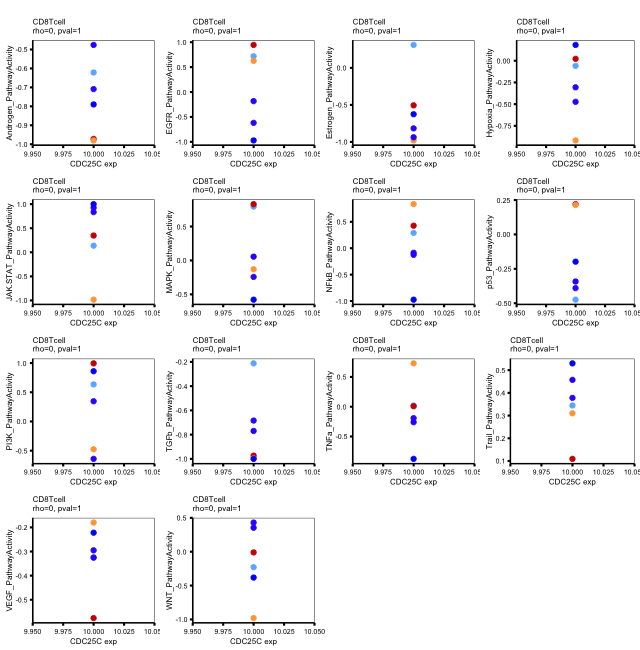 CD8Tcell
rho=0, pval=1
Androgen_PathwayActivity
-0.5
-0.6
-0.7
-0.8
-0.9
-1.0
9.950 9.975 10.000 10.025 10.05
CDC25C exp
CD8Tcell
rho=0, pval=1
EGFR_PathwayActivity
1.0
0.5
0.0
-0.5
-1.0
9.950 9.975 10.000 10.025 10.05
CDC25C exp
CD8Tcell
rho=0, pval=1
Estrogen_PathwayActivity
0.0
-0.5
-1.0
9.950 9.975 10.000 10.025 10.05
CDC25C exp
CD8Tcell
rho=0, pval=1
Hypoxia_PathwayActivity
0.00
-0.25
-0.50
-0.75
9.950 9.975 10.000 10.025 10.05
CDC25C exp
CD8Tcell
rho=0, pval=1
JAK.STAT_PathwayActivity
1.0
0.5
0.0
-0.5
-1.0
9.950 9.975 10.000 10.025 10.05
CDC25C exp
CD8Tcell
rho=0, pval=1
MAPK_PathwayActivity
0.5
0.0
-0.5
9.950 9.975 10.000 10.025 10.05
CDC25C exp
CD8Tcell
rho=0, pval=1
NFkB_PathwayActivity
0.5
0.0
-0.5
-1.0
9.950 9.975 10.000 10.025 10.05
CDC25C exp
CD8Tcell
rho=0, pval=1
p53_PathwayActivity
0.25
0.00
-0.25
-0.50
9.950 9.975 10.000 10.025 10.05
CDC25C exp
CD8Tcell
rho=0, pval=1
PI3K_PathwayActivity
1.0
0.5
0.0
-0.5
9.950 9.975 10.000 10.025 10.05
CDC25C exp
CD8Tcell
rho=0, pval=1
TGFb_PathwayActivity
-0.2
-0.4
-0.6
-0.8
-1.0
9.950 9.975 10.000 10.025 10.05
CDC25C exp
CD8Tcell
rho=0, pval=1
TNFa_PathwayActivity
0.5
0.0
-0.5
9.950 9.975 10.000 10.025 10.05
CDC25C exp
CD8Tcell
rho=0, pval=1
Trail_PathwayActivity
0.5
0.4
0.3
0.2
0.1
9.950 9.975 10.000 10.025 10.05
CDC25C exp
CD8Tcell
rho=0, pval=1
VEGF_PathwayActivity
-0.2
-0.3
-0.4
-0.5
9.950 9.975 10.000 10.025 10.05
CDC25C exp
CD8Tcell
rho=0, pval=1
WNT_PathwayActivity
0.5
0.0
-0.5
-1.0
9.950 9.975 10.000 10.025 10.050
CDC25C exp